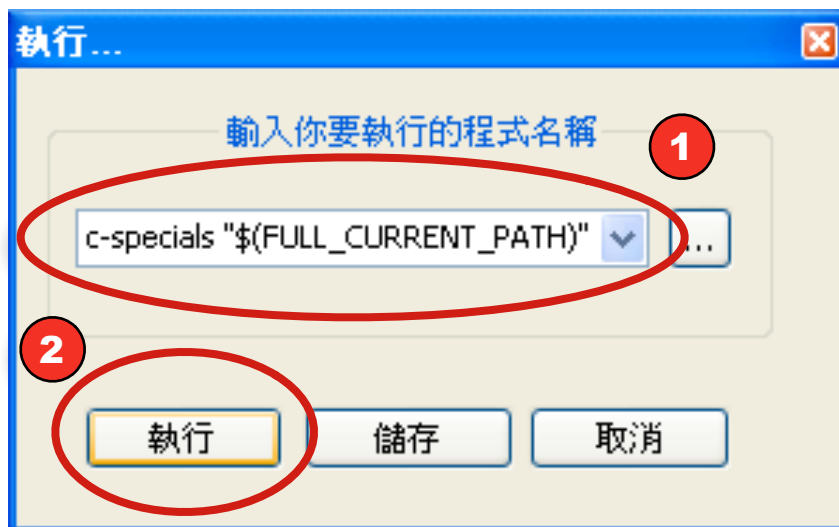 執行...
輸入你要執行的程式名稱
1
c-specials "$(FULL_CURRENT_PATH)"
...
2
執行
儲存
取消